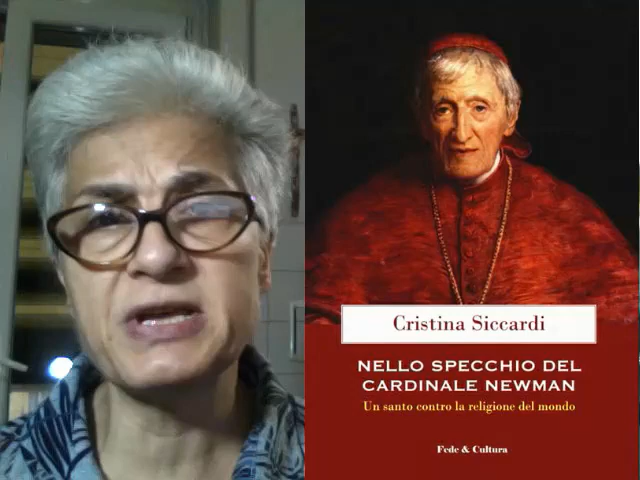 Cristina Siccardi
NELLO SPECCHIO DEL
CARDINALE NEWMAN
Un santo contro la religione del mondo
Fede & Cultura